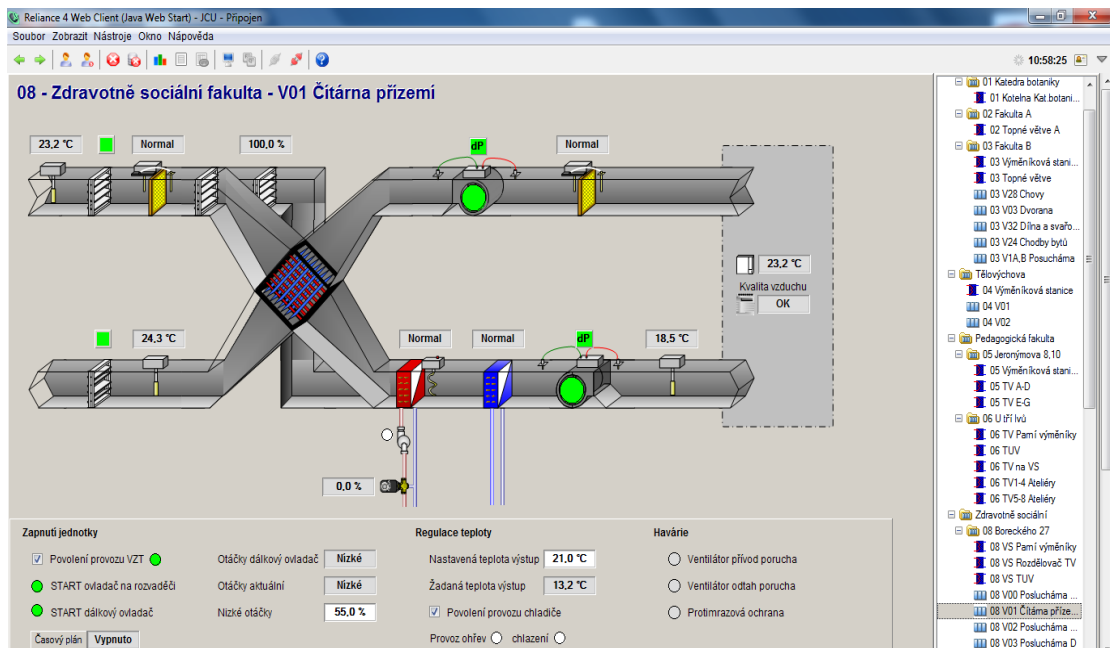 Reliance 4 Web Client (Java Web Start) - JCU - Připojen
Soubor Zobrazit Nástroje Okno Nápověda
10:58:25
08 - Zdravotně sociální fakulta - V01 Čítárna přízemí
23,2 °C
Normal
100,0 %
dP
Normal
23,2 °C
Kvalita vzduchu
OK
24,3 °C
Normal
Normal
dP
18,5 °C
0,0 %
Zapnutí jednotky
Povolení provozu VZT
START ovladač na rozvaděči
START dálkový ovladač
Časový plán Vypnuto
Otáčky dálkový ovladač Nízké
Otáčky aktuální Nízké
Nízké otáčky 55,0 %
Regulace teploty
Nastavená teplota výstup 21,0 °C
Žádaná teplota výstup 13,2 °C
Povolení provozu chladiče
Provoz ohřev chlazení
Havárie
Ventilátor přívod porucha
Ventilátor odtah porucha
Protimrazová ochrana
01 Katedra botaniky
01 Kotelna Kat.botani...
02 Fakulta A
02 Topné větve A
03 Fakulta B
03 Výměníková stani...
03 Topné větve
03 V28 Chovy
03 V03 Dvorana
03 V32 Dílna a svařo...
03 V24 Chodby bytů
03 V1A,B Posucháma
Tělovýchova
04 Výměníková stanice
04 V01
04 V02
Pedagogická fakulta
05 Jeronýmova 8,10
05 Výměníková stani...
05 TV A-D
05 TV E-G
06 U tří lvů
06 TV Parní výměníky
06 TUV
06 TV na VS
06 TV1-4 Ateliéry
06 TV5-8 Ateliéry
Zdravotně sociální
08 Boreckého 27
08 VS Parní výměníky
08 VS Rozdělovač TV
08 VS TUV
08 V00 Poslucháma ...
08 V01 Čítárna příze...
08 V02 Poslucháma ...
08 V03 Poslucháma D